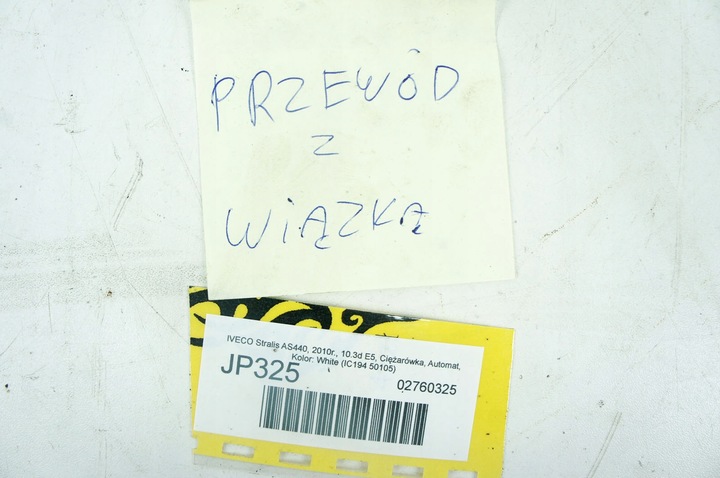 PRZEWÓD
Z
WIĄZKĄ
IVECO Stralis AS440, 2010r., 10.3d E5, Ciężarówka, Automat,
Kolor: White (IC194 50105)
JP325
02760325